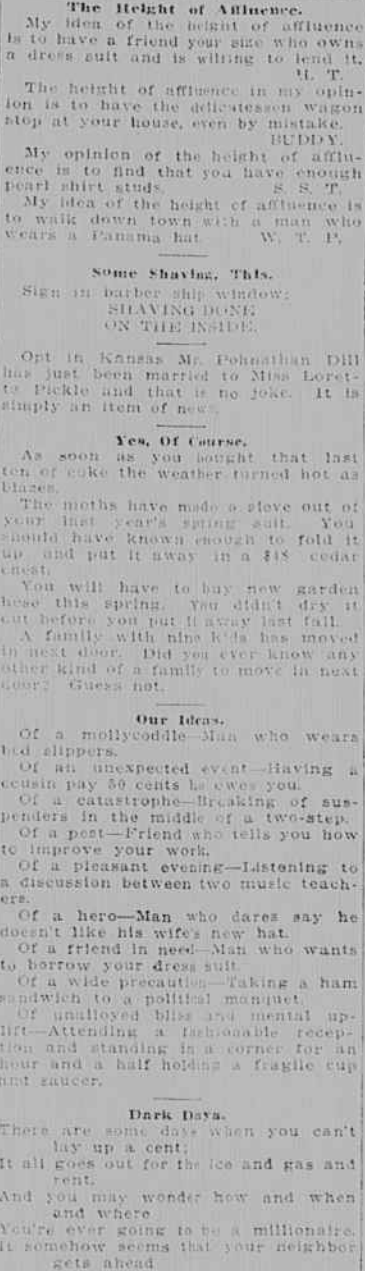 The Height of Affluence.
My idea of the height of affluence
is to have a friend your size who owns
a dress suit and is willing to lend it.
M. T.
The height of affluence in my opin-
ion is to have the delicatessen wagon
stop at your house, even by mistake.
BUDDY.
My opinion of the height of afflu-
ence is to find that you have enough
pearl shirt studs. S. S. T.
My idea of the height of affluence is
to walk down town with a man who
wears a Panama hat. W. T. P.
Some Shaving, This.
Sign in barber ship window:
SHAVING DONE
ON THE INSIDE.
Opt in Kansas Mr. Pohnathan Dill
has just been married to Miss Loret-
ta Pickle and that is no joke. It is
simply an item of news.
Yes, Of Course.
As soon as you bought that last
ton of coke the weather turned hot as
blazes.
The moths have made a sieve out of
your last year's spring suit. You
should have known enough to fold it
up and put it away in a $18 cedar
chest.
You will have to buy new garden
hose this spring. You didn't dry it
out before you put it away last fall.
A family with nine kids has moved
in next door. Did you ever know any
other kind of a family to move in next
door? Guess not.
Our Ideas.
Of a mollycoddle—Man who wears
bed slippers.
Of an unexpected event—Having a
cousin pay 50 cents he owes you.
Of a catastrophe—Breaking of sus-
penders in the middle of a two-step.
Of a pest—Friend who tells you how
to improve your work.
Of a pleasant evening—Listening to
a discussion between two music teach-
ers.
Of a hero—Man who dares say he
doesn't like his wife's new hat.
Of a friend in need—Man who wants
to borrow your dress suit.
Of a wide precaution—Taking a ham
sandwich to a political manquet.
Of unalloyed bliss and mental up-
lift—Attending a fashionable recep-
tion and standing in a corner for an
hour and a half holding a fragile cup
and saucer.
Dark Days.
There are some days when you can't
lay up a cent;
It all goes out for the ice and gas and
rent.
And you may wonder how and when
and where
You're ever going to be a millionaire.
It somehow seems that your neighbor
gets ahead